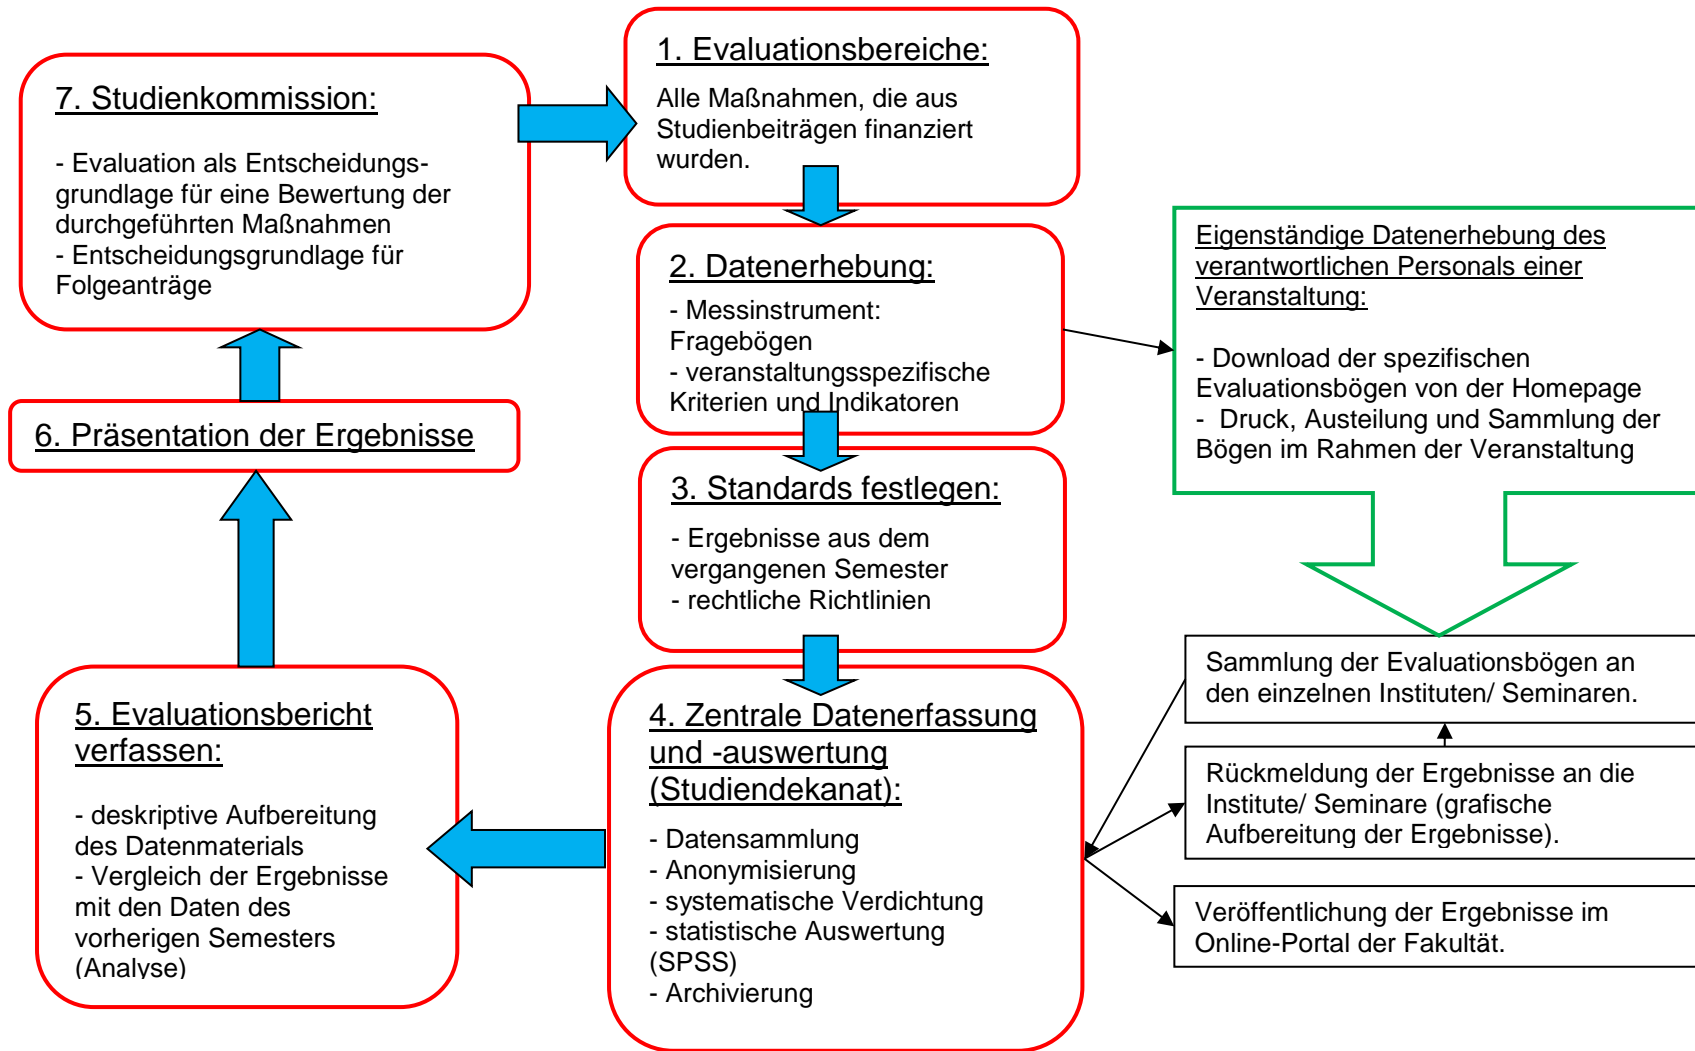 1. Evaluationsbereiche:
Alle Maßnahmen, die aus
Studienbeiträgen finanziert
wurden.
2. Datenerhebung:
- Messinstrument:
Fragebögen
- veranstaltungsspezifische
Kriterien und Indikatoren
Eigenständige Datenerhebung des
verantwortlichen Personals einer
Veranstaltung:
- Download der spezifischen
Evaluationsbögen von der Homepage
- Druck, Austeilung und Sammlung der
Bögen im Rahmen der Veranstaltung
3. Standards festlegen:
- Ergebnisse aus dem
vergangenen Semester
- rechtliche Richtlinien
4. Zentrale Datenerfassung
und -auswertung
(Studiendekanat):
- Datensammlung
- Anonymisierung
- systematische Verdichtung
- statistische Auswertung
(SPSS)
- Archivierung
Sammlung der Evaluationsbögen an
den einzelnen Instituten/ Seminaren.
Rückmeldung der Ergebnisse an die
Institute/ Seminare (grafische
Aufbereitung der Ergebnisse).
Veröffentlichung der Ergebnisse im
Online-Portal der Fakultät.
5. Evaluationsbericht
verfassen:
- deskriptive Aufbereitung
des Datenmaterials
- Vergleich der Ergebnisse
mit den Daten des
vorherigen Semesters
(Analyse)
6. Präsentation der Ergebnisse
7. Studienkommission:
- Evaluation als Entscheidungs-
grundlage für eine Bewertung der
durchgeführten Maßnahmen
- Entscheidungsgrundlage für
Folgeanträge